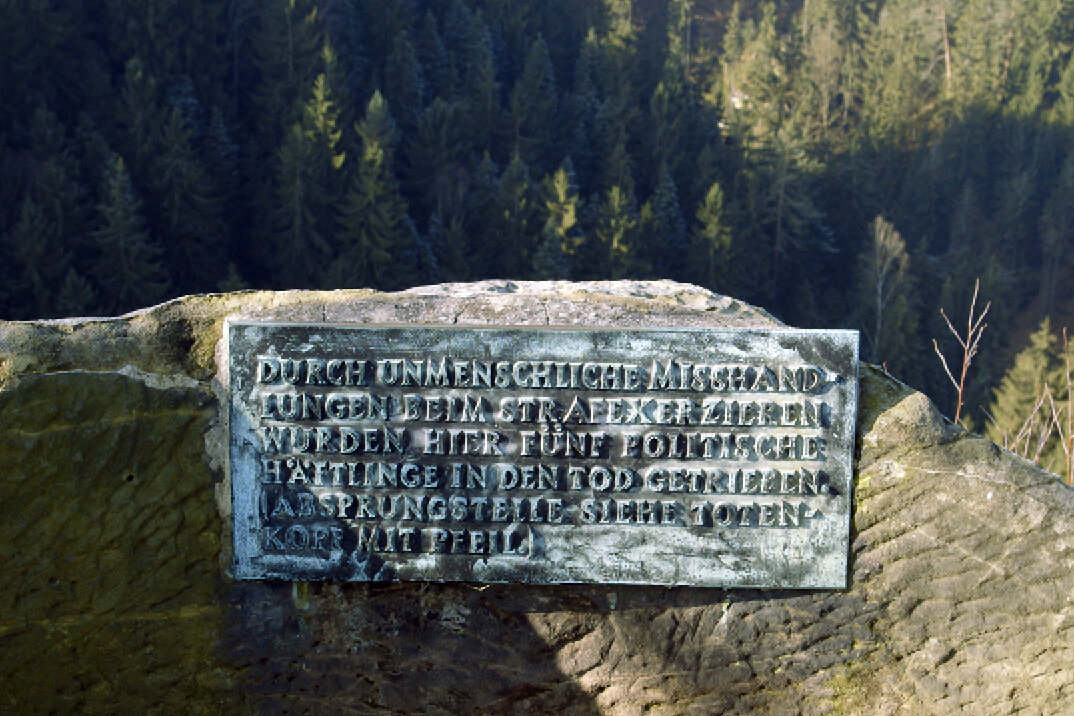 DURCH UNMENSCHLICHE MISSHAND-
LUNGEN BEIM STRAFEXERZIEREN
WURDEN HIER FÜNF POLITISCHE
HÄFTLINGE IN DEN TOD GETRIEBEN.
(ABSPRUNGSTELLE SIEHE TOTEN-
KOPF MIT PFEIL.)